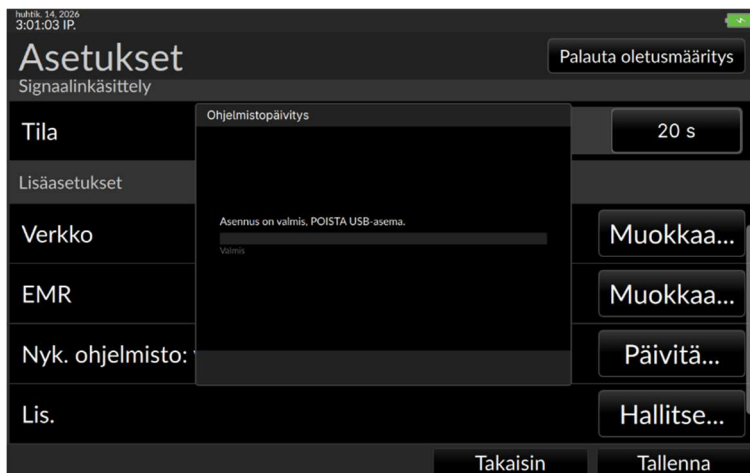 huhtik. 14, 2026
3:01:03 IP.
Asetukset
Palauta oletusmääritys
Signaalinkäsittely
Tila
20 s
Lisäasetukset
Verkko
Muokkaa...
EMR
Muokkaa...
Nyk. ohjelmisto:
Päivitä...
Lis.
Hallitse...
Takaisin
Tallenna
Ohjelmistopäivitys
Asennus on valmis, POISTA USB-asema.
Valmis